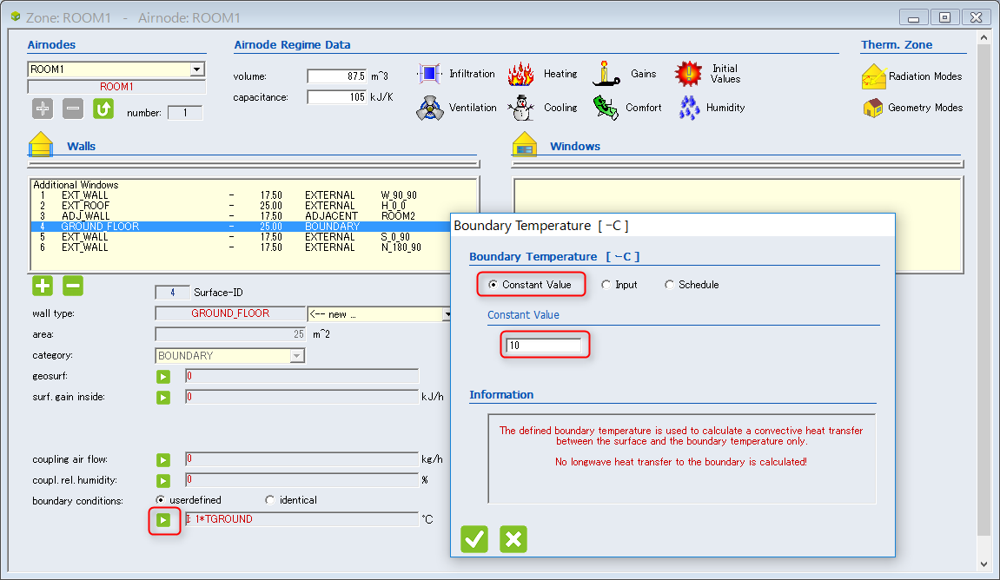 Zone: ROOM1 - Airnode: ROOM1
Airnodes
Airnode Regime Data
Therm. Zone
ROOM1
ROOM1
number: 1
volume: 87.5 m^3
capacitance: 105 kJ/K
Infiltration
Heating
Gains
Initial
Values
Ventilation
Cooling
Comfort
Humidity
Radiation Modes
Geometry Modes
Walls
Windows
Additional Windows
1 EXT_WALL - 17.50 EXTERNAL W_90_90
2 EXT_ROOF - 25.00 EXTERNAL H_0_0
3 ADJ_WALL - 17.50 ADJACENT ROOM2
4 GROUND_FLOOR - 25.00 BOUNDARY
5 EXT_WALL - 17.50 EXTERNAL S_0_90
6 EXT_WALL - 17.50 EXTERNAL N_180_90
4 Surface-ID
wall type: GROUND_FLOOR <-- new ...
area: 25 m^2
category: BOUNDARY
geosurf: 0
surf. gain inside: 0 kJ/h
coupling air flow: 0 kg/h
coupl. rel. humidity: 0 %
boundary conditions: userdefined identical
I: 1*TGROUND °C
Boundary Temperature [ ｰC ]
Boundary Temperature [ ｰC ]
Constant Value Input Schedule
Constant Value
10
Information
The defined boundary temperature is used to calculate a convective heat transfer
between the surface and the boundary temperature only.
No longwave heat transfer to the boundary is calculated!